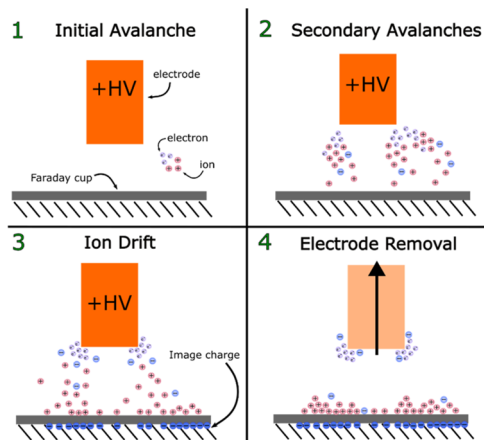 1 Initial Avalanche
+HV
electrode
electron
ion
Faraday cup
2 Secondary Avalanches
+HV
3 Ion Drift
+HV
Image charge
4 Electrode Removal